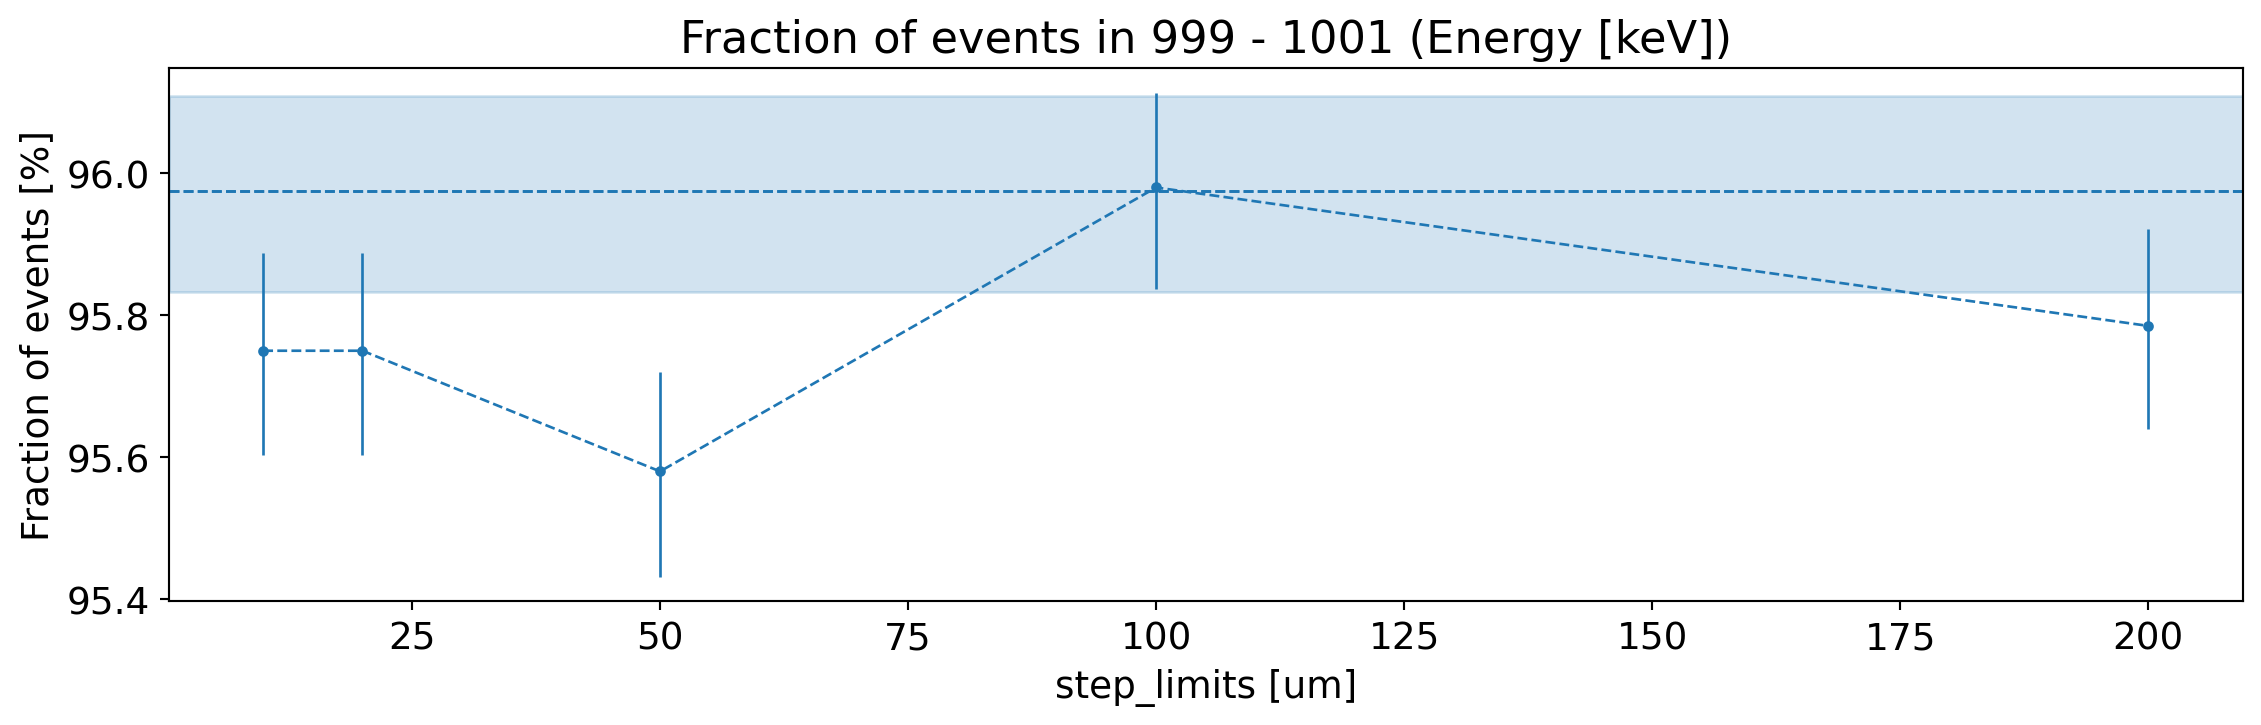 Fraction of events in 999 - 1001 (Energy [keV])
Fraction of events [%]
96.0
95.8
95.6
95.4
25 50 75 100 125 150 175 200
step_limits [um]